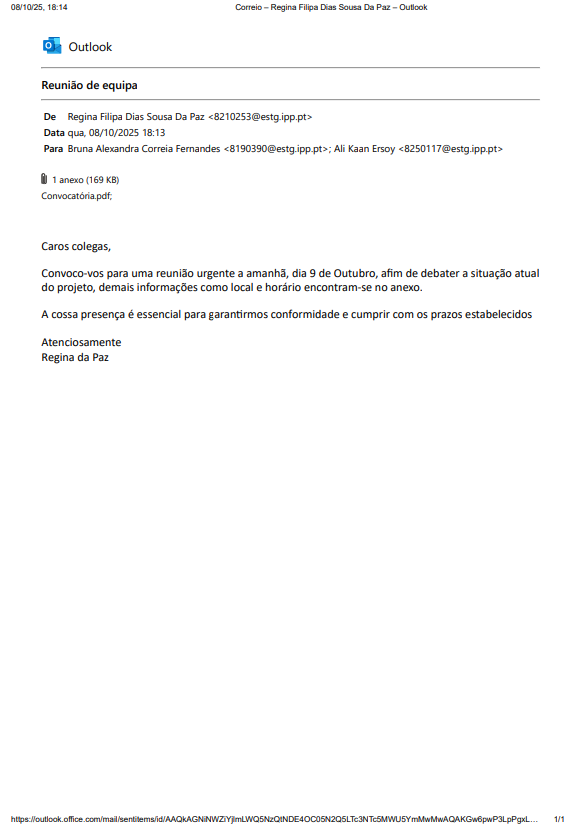 08/10/25, 18:14 Correio – Regina Filipa Dias Sousa Da Paz – Outlook
Outlook
Reunião de equipa
De Regina Filipa Dias Sousa Da Paz <8210253@estg.ipp.pt>
Data qua, 08/10/2025 18:13
Para Bruna Alexandra Correia Fernandes <8190390@estg.ipp.pt>; Ali Kaan Ersoy <8250117@estg.ipp.pt>
1 anexo (169 KB)
Convocatória.pdf;
Caros colegas,
Convoco-vos para uma reunião urgente a amanhã, dia 9 de Outubro, afim de debater a situação atual
do projeto, demais informações como local e horário encontram-se no anexo.
A cossa presença é essencial para garantirmos conformidade e cumprir com os prazos estabelecidos
Atenciosamente
Regina da Paz
https://outlook.office.com/mail/sentitems/id/AAQkAGNiNWZiYjlmLWQ5NzQtNDE4OC05N2Q5LTc3NTc5MWU5YmMwMwAQAKGw6pwP3LpPgxL… 1/1